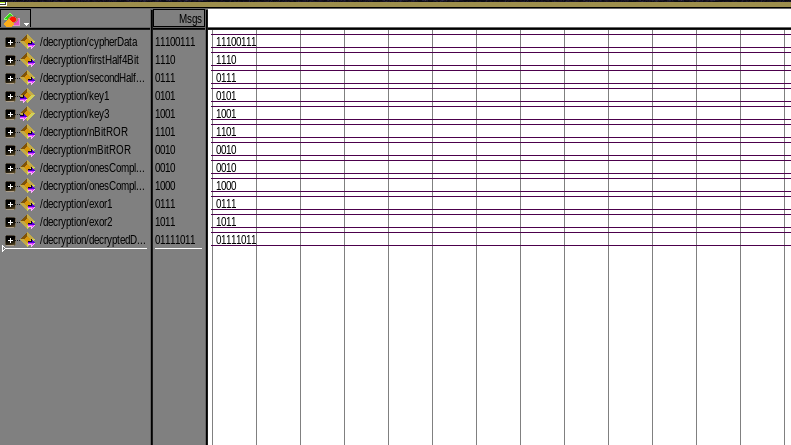 Msgs
/decryption/cypherData 11100111 11100111
/decryption/firstHalf4Bit 1110 1110
/decryption/secondHalf... 0111 0111
/decryption/key1 0101 0101
/decryption/key3 1001 1001
/decryption/nBitROR 1101 1101
/decryption/mBitROR 0010 0010
/decryption/onesCompl... 0010 0010
/decryption/onesCompl... 1000 1000
/decryption/exor1 0111 0111
/decryption/exor2 1011 1011
/decryption/decryptedD... 01111011 01111011